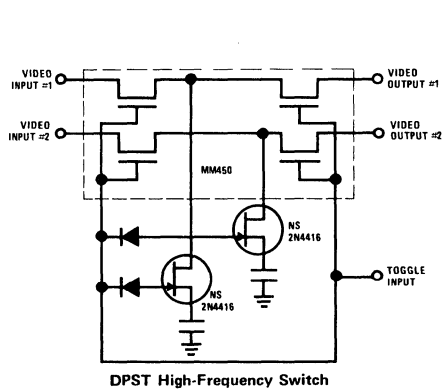 VIDEO
INPUT #1
VIDEO
OUTPUT #1
VIDEO
INPUT #2
VIDEO
OUTPUT #2
MM450
NS
2N4416
NS
2N4416
TOGGLE
INPUT
DPST High-Frequency Switch